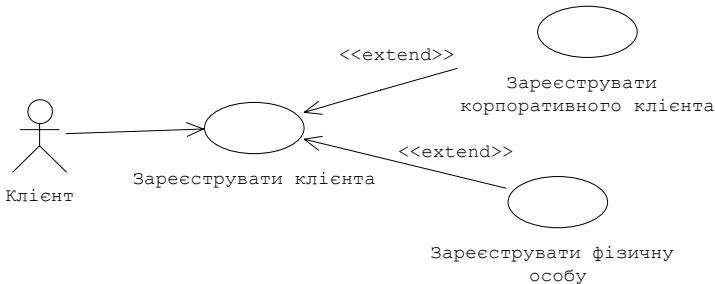 <<extend>>
Зареєструвати
корпоративного клієнта
<<extend>>
Зареєструвати клієнта
Клієнт
Зареєструвати фізичну
особу